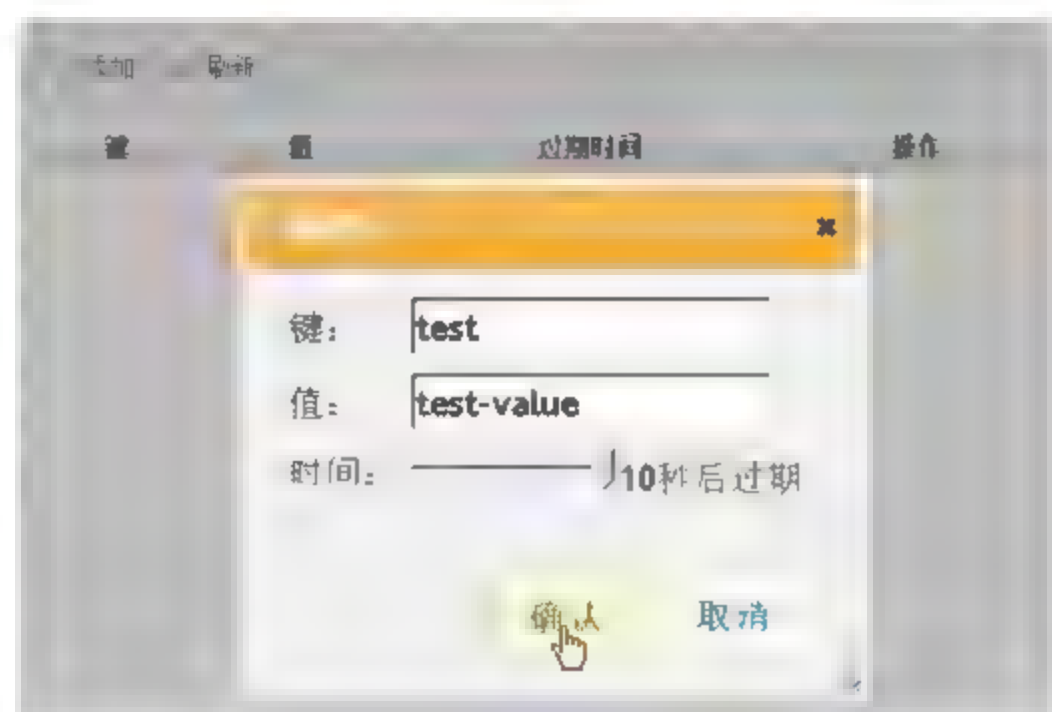 添加 刷新
键 值 过期时间 操作
键: test
值: test-value
时间: 10秒后过期
确认 取消